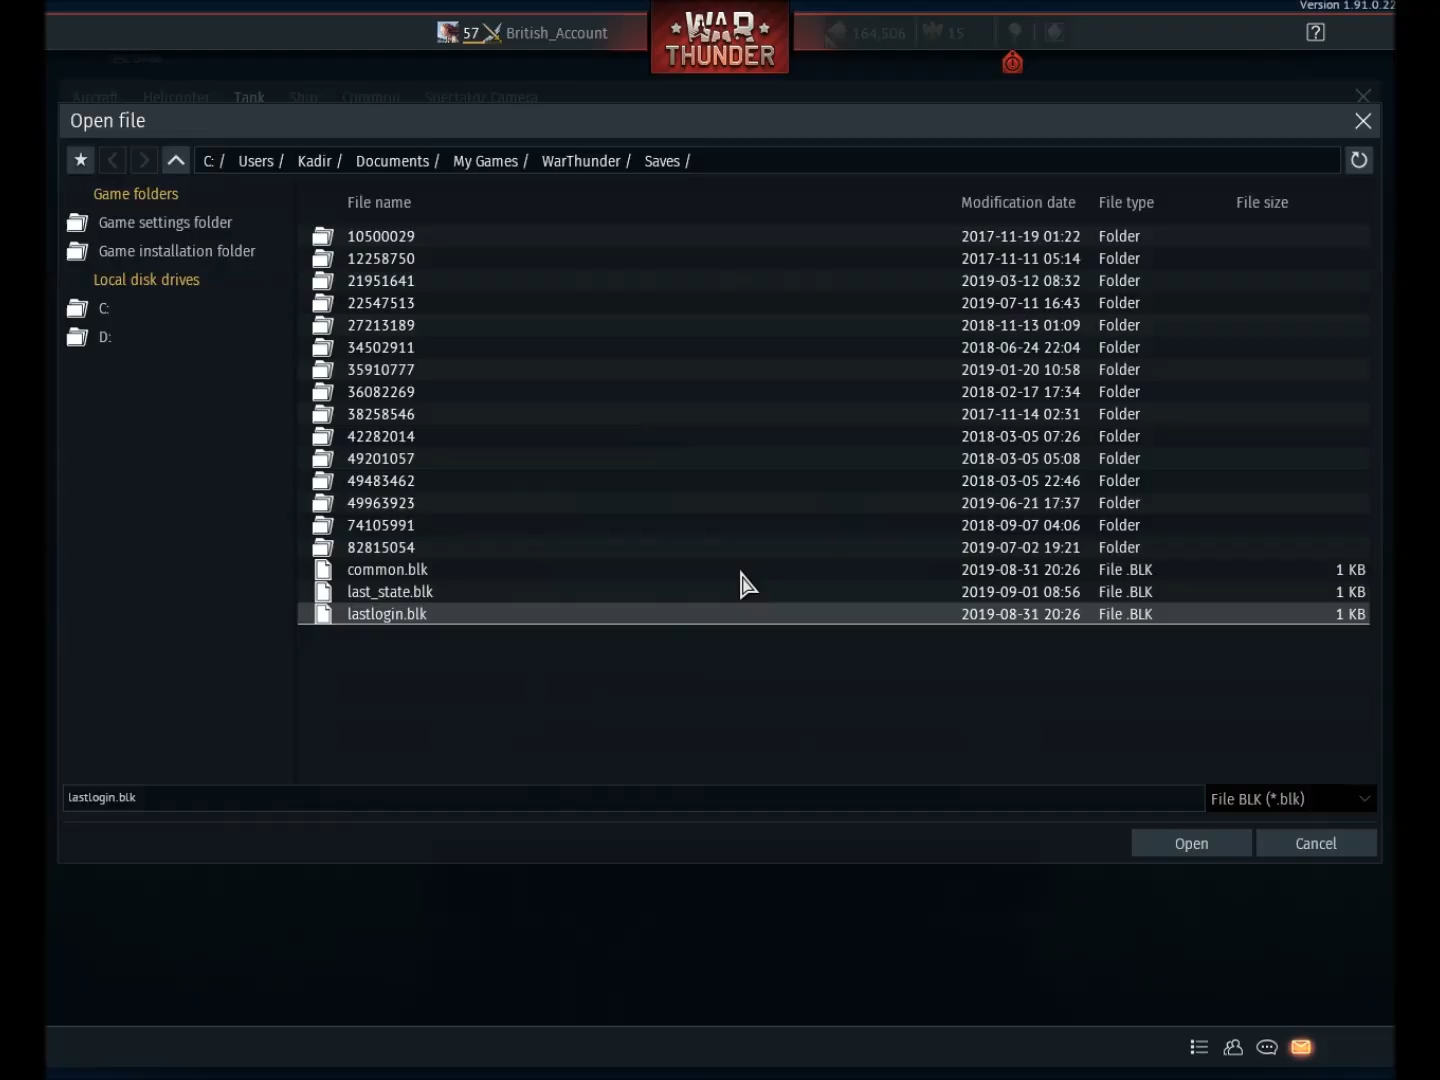 Version 1.91.0.22
57 British_Account
WAR
THUNDER
164,506 15
Aircraft Helicopter Tank Ship Common Spectator Camera
Open file
C: / Users / Kadir / Documents / My Games / WarThunder / Saves /
Game folders
Game settings folder
Game installation folder
Local disk drives
C:
D:
File name Modification date File type File size
10500029 2017-11-19 01:22 Folder
12258750 2017-11-11 05:14 Folder
21951641 2019-03-12 08:32 Folder
22547513 2019-07-11 16:43 Folder
27213189 2018-11-13 01:09 Folder
34502911 2018-06-24 22:04 Folder
35910777 2019-01-20 10:58 Folder
36082269 2018-02-17 17:34 Folder
38258546 2017-11-14 02:31 Folder
42282014 2018-03-05 07:26 Folder
49201057 2018-03-05 05:08 Folder
49483462 2018-03-05 22:46 Folder
49963923 2019-06-21 17:37 Folder
74105991 2018-09-07 04:06 Folder
82815054 2019-07-02 19:21 Folder
common.blk 2019-08-31 20:26 File .BLK 1 KB
last_state.blk 2019-09-01 08:56 File .BLK 1 KB
lastlogin.blk 2019-08-31 20:26 File .BLK 1 KB
lastlogin.blk File BLK (*.blk)
Open Cancel